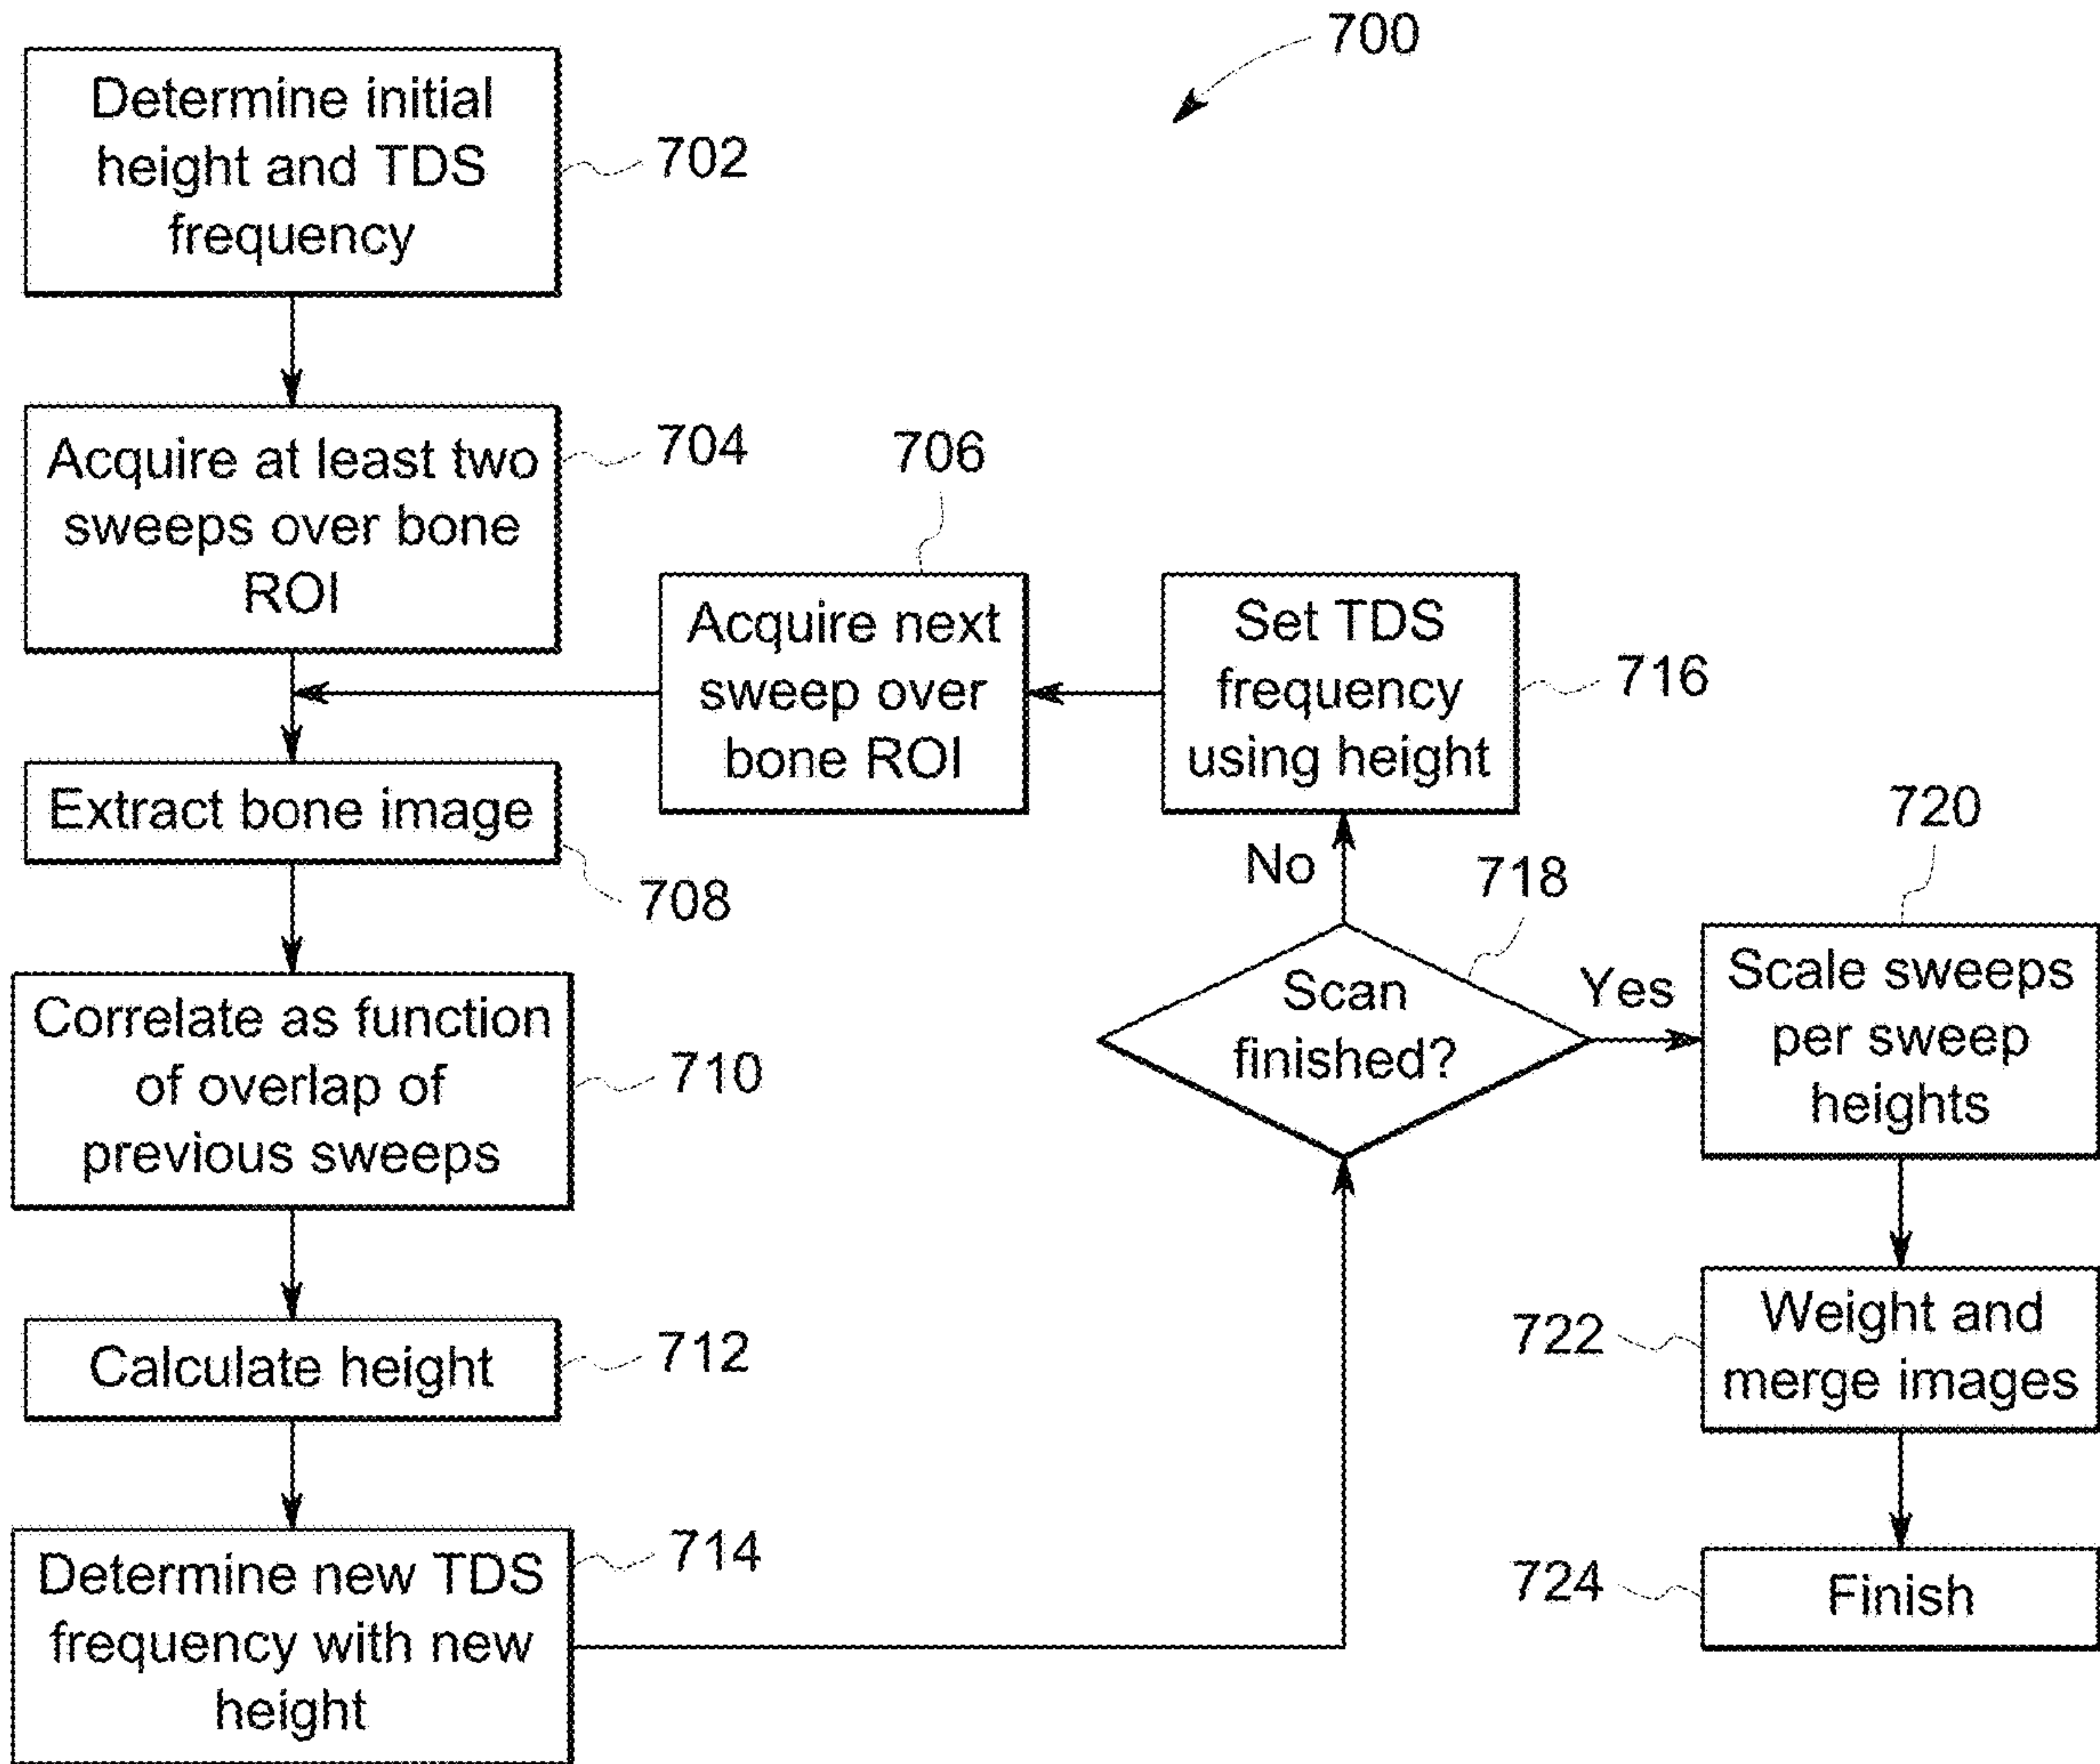 700
Determine initial
height and TDS
frequency
702
Acquire at least two
sweeps over bone
ROI
704
706
Acquire next
sweep over
bone ROI
Set TDS
frequency
using height
716
Extract bone image
708
No
718
720
Correlate as function
of overlap of
previous sweeps
710
Scan
finished?
Yes
Scale sweeps
per sweep
heights
Calculate height
712
722
Weight and
merge images
Determine new TDS
frequency with new
height
714
724
Finish